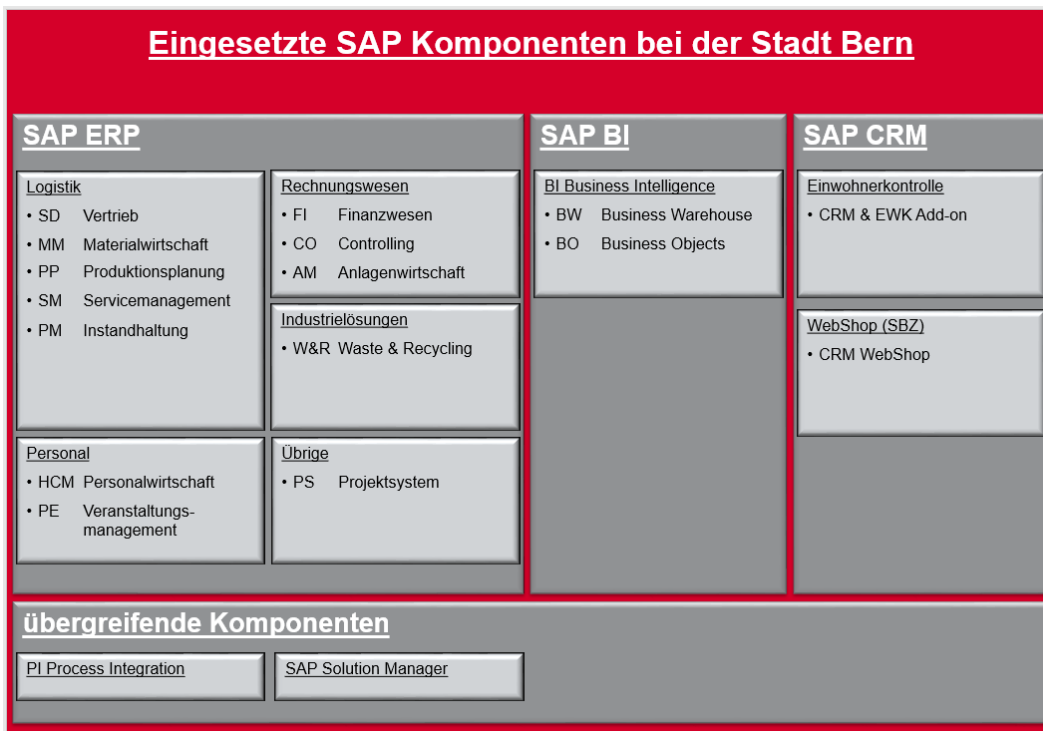 Eingesetzte SAP Komponenten bei der Stadt Bern
SAP ERP
Logistik
• SD Vertrieb
• MM Materialwirtschaft
• PP Produktionsplanung
• SM Servicemanagement
• PM Instandhaltung
Rechnungswesen
• FI Finanzwesen
• CO Controlling
• AM Anlagenwirtschaft
Industrielösungen
• W&R Waste & Recycling
Personal
• HCM Personalwirtschaft
• PE Veranstaltungs-
management
Übrige
• PS Projektsystem
SAP BI
BI Business Intelligence
• BW Business Warehouse
• BO Business Objects
SAP CRM
Einwohnerkontrolle
• CRM & EWK Add-on
WebShop (SBZ)
• CRM WebShop
übergreifende Komponenten
PI Process Integration
SAP Solution Manager